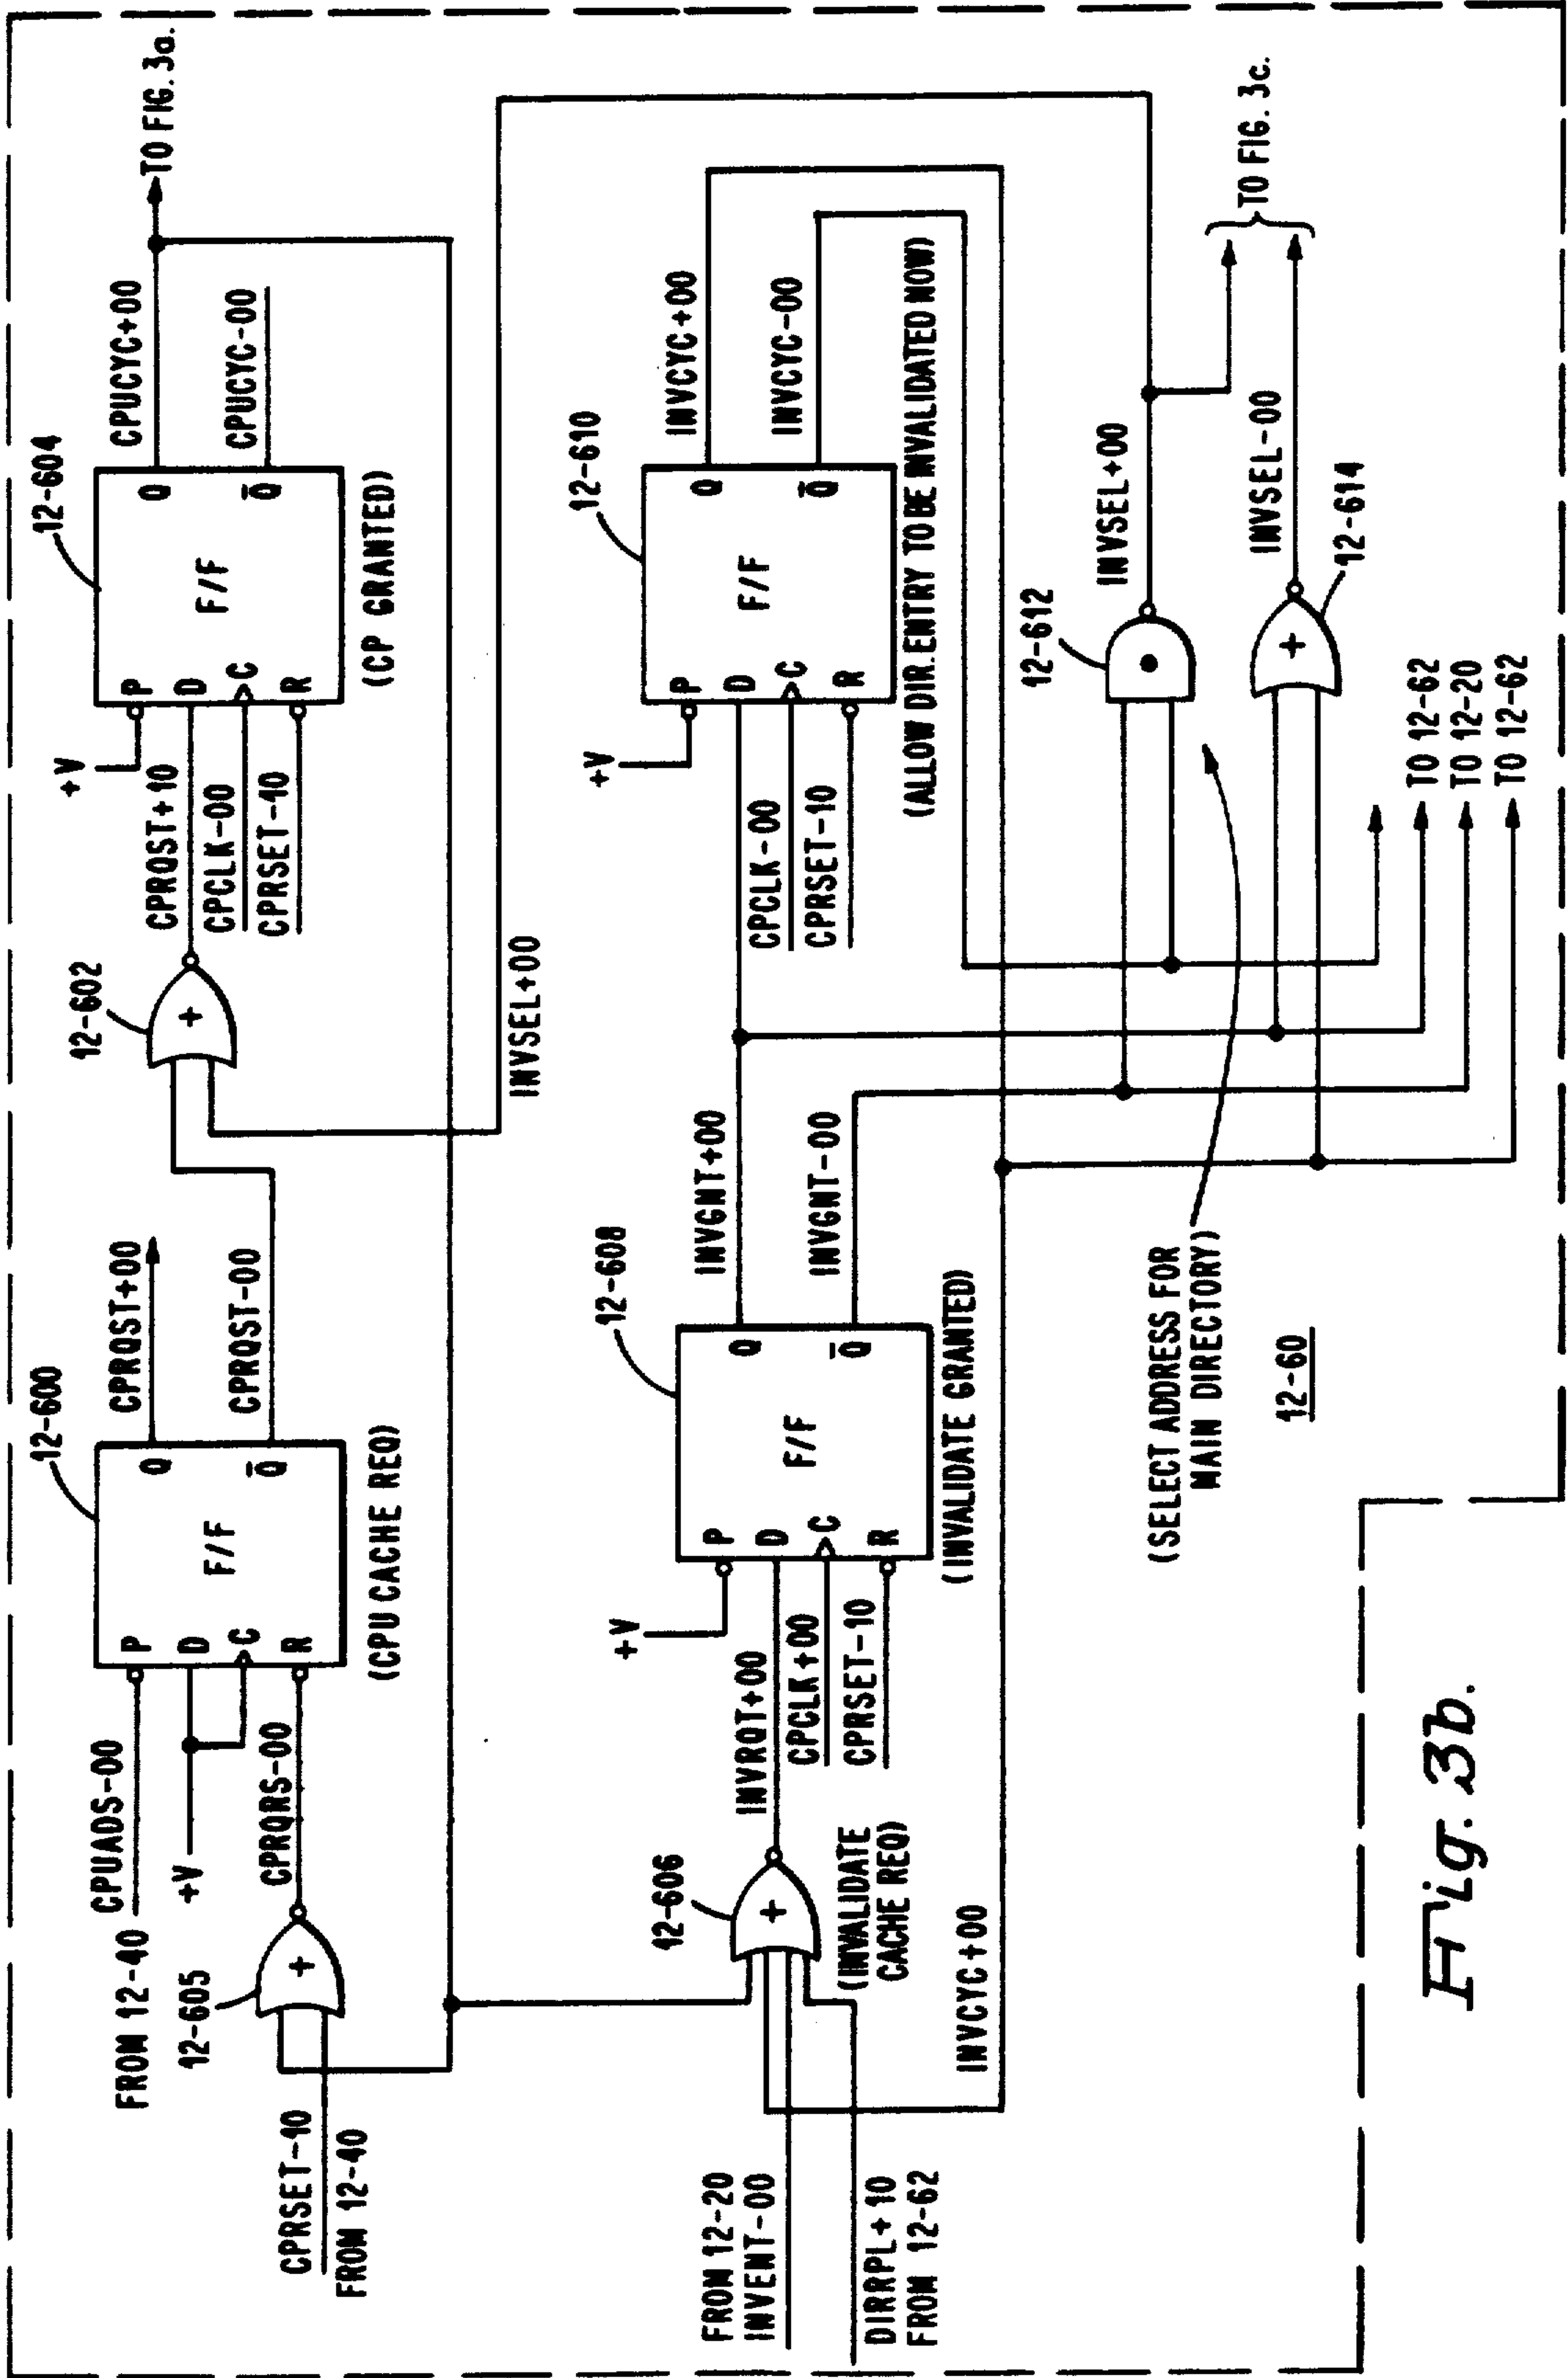 12-600
CPUADS-00
FROM 12-40
+V
P
D
C
R
Q
Q̅
F/F
(CPU CACHE REQ)
CPRQRS-00
12-605
+
CPRSET-10
FROM 12-40
CPRQST+00
CPRQST-00
12-602
+
INVSEL+00
+V
CPRQST+10
CPCLK-00
CPRSET-10
12-604
P
D
C
R
Q
Q̅
F/F
(CP GRANTED)
CPUCYC+00
CPUCYC-00
TO FIG. 3a.
FROM 12-20
INVENT-00
DIRRPL+10
FROM 12-62
12-606
+
(INVALIDATE
CACHE REQ)
INVCYC+00
+V
INVRQT+00
CPCLK+00
CPRSET-10
12-608
P
D
C
R
Q
Q̅
F/F
(INVALIDATE GRANTED)
INVGNT+00
INVGNT-00
+V
CPCLK-00
CPRSET-10
12-610
P
D
C
R
Q
Q̅
F/F
(ALLOW DIR. ENTRY TO BE INVALIDATED NOW)
INVCYC+00
INVCYC-00
12-612
INVSEL+00
INVSEL-00
+
12-614
TO FIG. 3c.
(SELECT ADDRESS FOR
MAIN DIRECTORY)
TO 12-62
TO 12-20
TO 12-62
12-60
Fig. 3b.